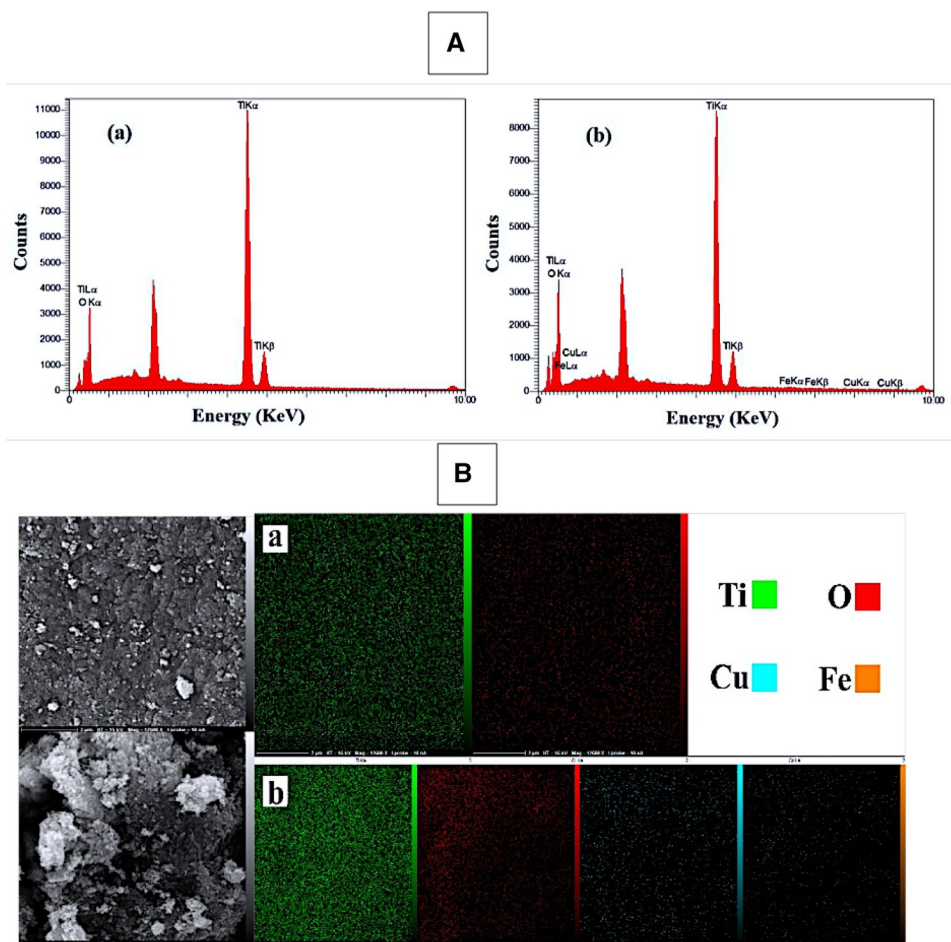 A
(a)
TiKα
11000
10000
9000
8000
7000
6000
5000
4000
3000
2000
1000
0
Counts
TiLα
O Kα
TiKβ
0
10.00
Energy (KeV)
(b)
TiKα
8000
7000
6000
5000
4000
3000
2000
1000
0
Counts
TiLα
O Kα
CuLα
FeLα
TiKβ
FeKα FeKβ CuKα CuKβ
0
10.00
Energy (KeV)
B
a
Ti
O
Cu
Fe
b